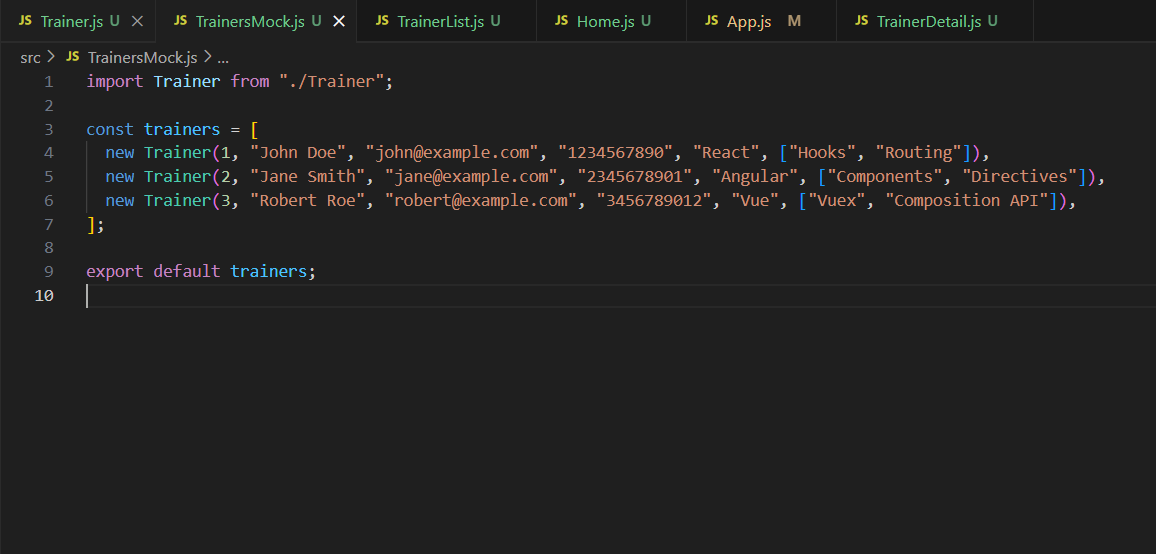 JS Trainer.js U JS TrainersMock.js U JS TrainerList.js U JS Home.js U JS App.js M JS TrainerDetail.js U
src > JS TrainersMock.js > ...
1 import Trainer from "./Trainer";
2
3 const trainers = [
4 new Trainer(1, "John Doe", "john@example.com", "1234567890", "React", ["Hooks", "Routing"]),
5 new Trainer(2, "Jane Smith", "jane@example.com", "2345678901", "Angular", ["Components", "Directives"]),
6 new Trainer(3, "Robert Roe", "robert@example.com", "3456789012", "Vue", ["Vuex", "Composition API"]),
7 ];
8
9 export default trainers;
10